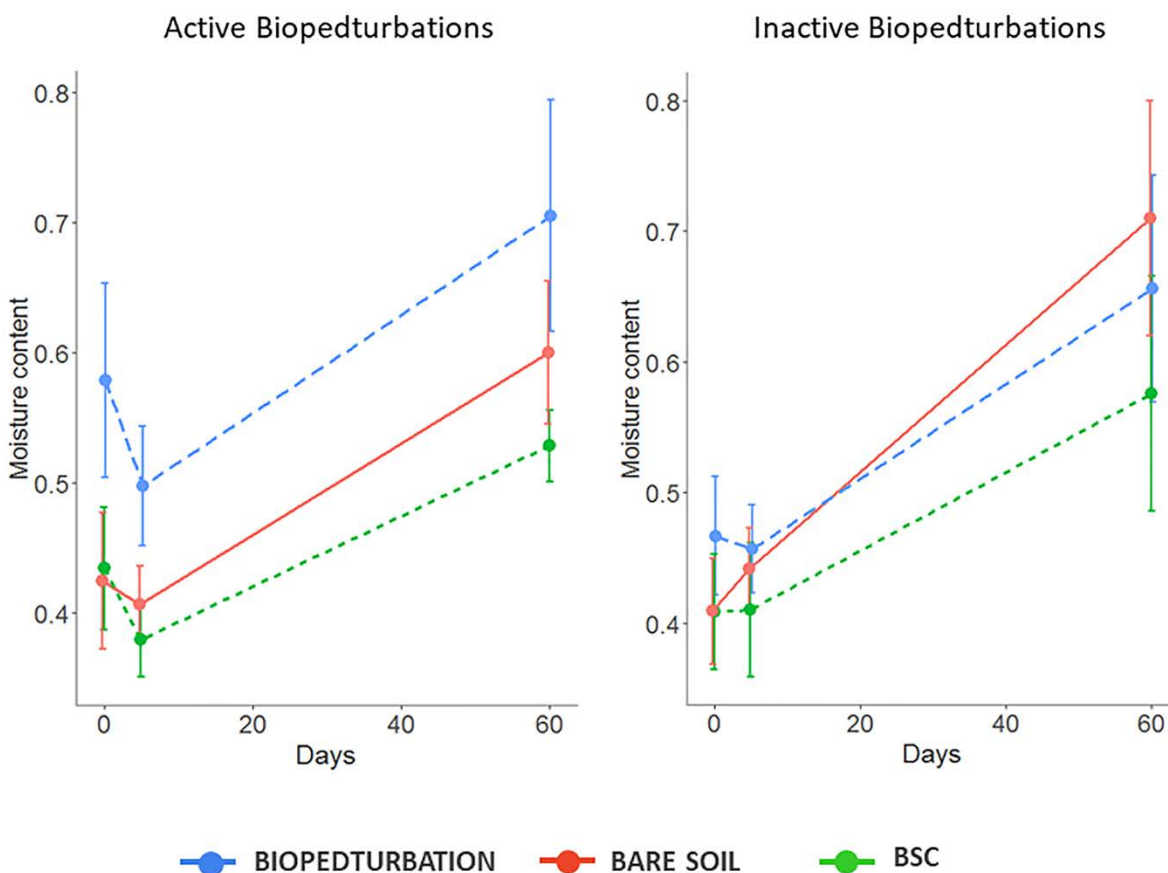 Active Biopedturbations
Inactive Biopedturbations
Moisture content
0.8
0.7
0.6
0.5
0.4
0 20 40 60
Days
Moisture content
0.8
0.7
0.6
0.5
0.4
0 20 40 60
Days
BIOPEDTURBATION BARE SOIL BSC